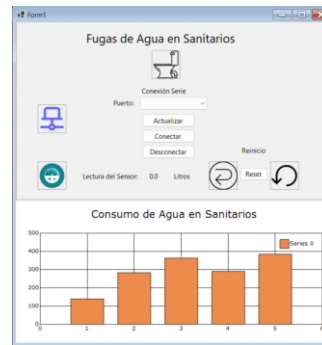 Form1
Fugas de Agua en Sanitarios
Conexión Serie
Puerto:
Actualizar
Conectar
Desconectar
Reinicio
Lectura del Sensor: 0.0 Litros
Reset
Consumo de Agua en Sanitarios
500
Series 0
400
300
200
100
0
0 1 2 3 4 5 6